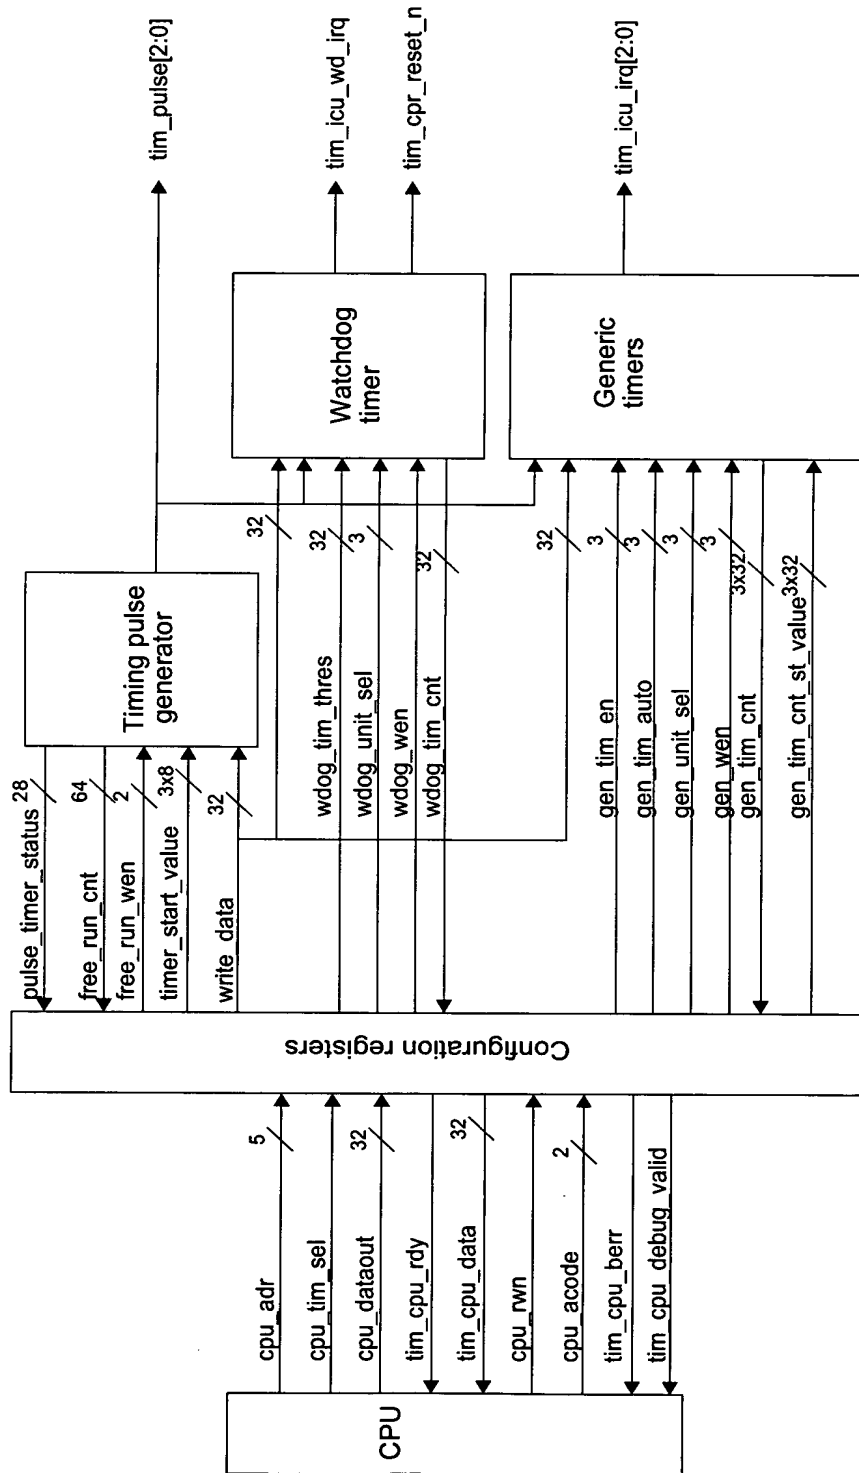 tim_pulse[2:0]
tim_icu_wd_irq
tim_cpr_reset_n
tim_icu_irq[2:0]
Timing pulse
generator
Watchdog
timer
Generic
timers
pulse_timer_status
28
free_run_cnt
64
free_run_wen
2
timer_start_value
3x8
write_data
32
32
wdog_tim_thres
32
wdog_unit_sel
3
wdog_wen
wdog_tim_cnt
32
32
gen_tim_en
3
gen_tim_auto
3
gen_unit_sel
3
gen_wen
3
gen_tim_cnt
3x32
gen_tim_cnt_st_value
3x32
Configuration registers
cpu_adr
5
cpu_tim_sel
cpu_dataout
32
tim_cpu_rdy
tim_cpu_data
32
cpu_rwn
cpu_acode
2
tim_cpu_berr
tim_cpu_debug_valid
CPU